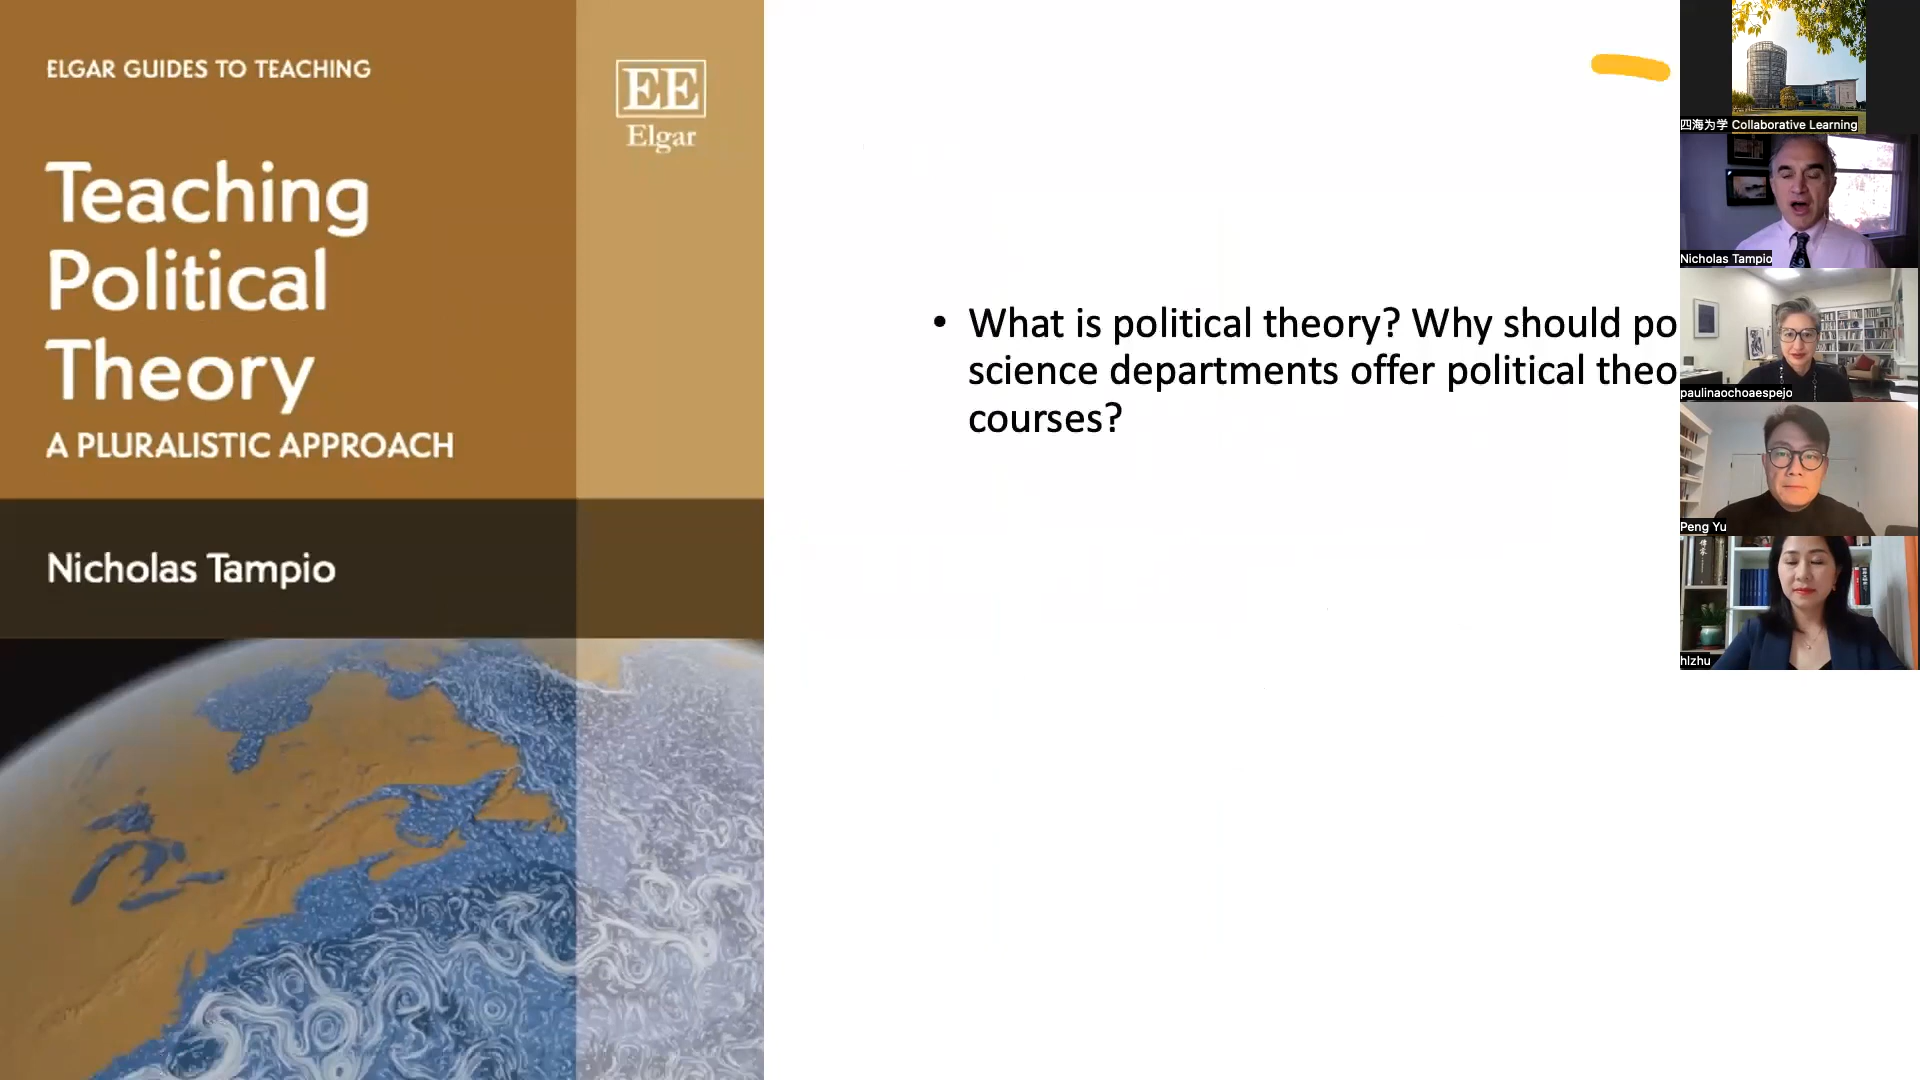 ELGAR GUIDES TO TEACHING
EE
Elgar
Teaching
Political
Theory
A PLURALISTIC APPROACH
Nicholas Tampio
• What is political theory? Why should po
science departments offer political theo
courses?
四海为学 Collaborative Learning
Nicholas Tampio
paulinaochoaespejo
Peng Yu
hlzhu